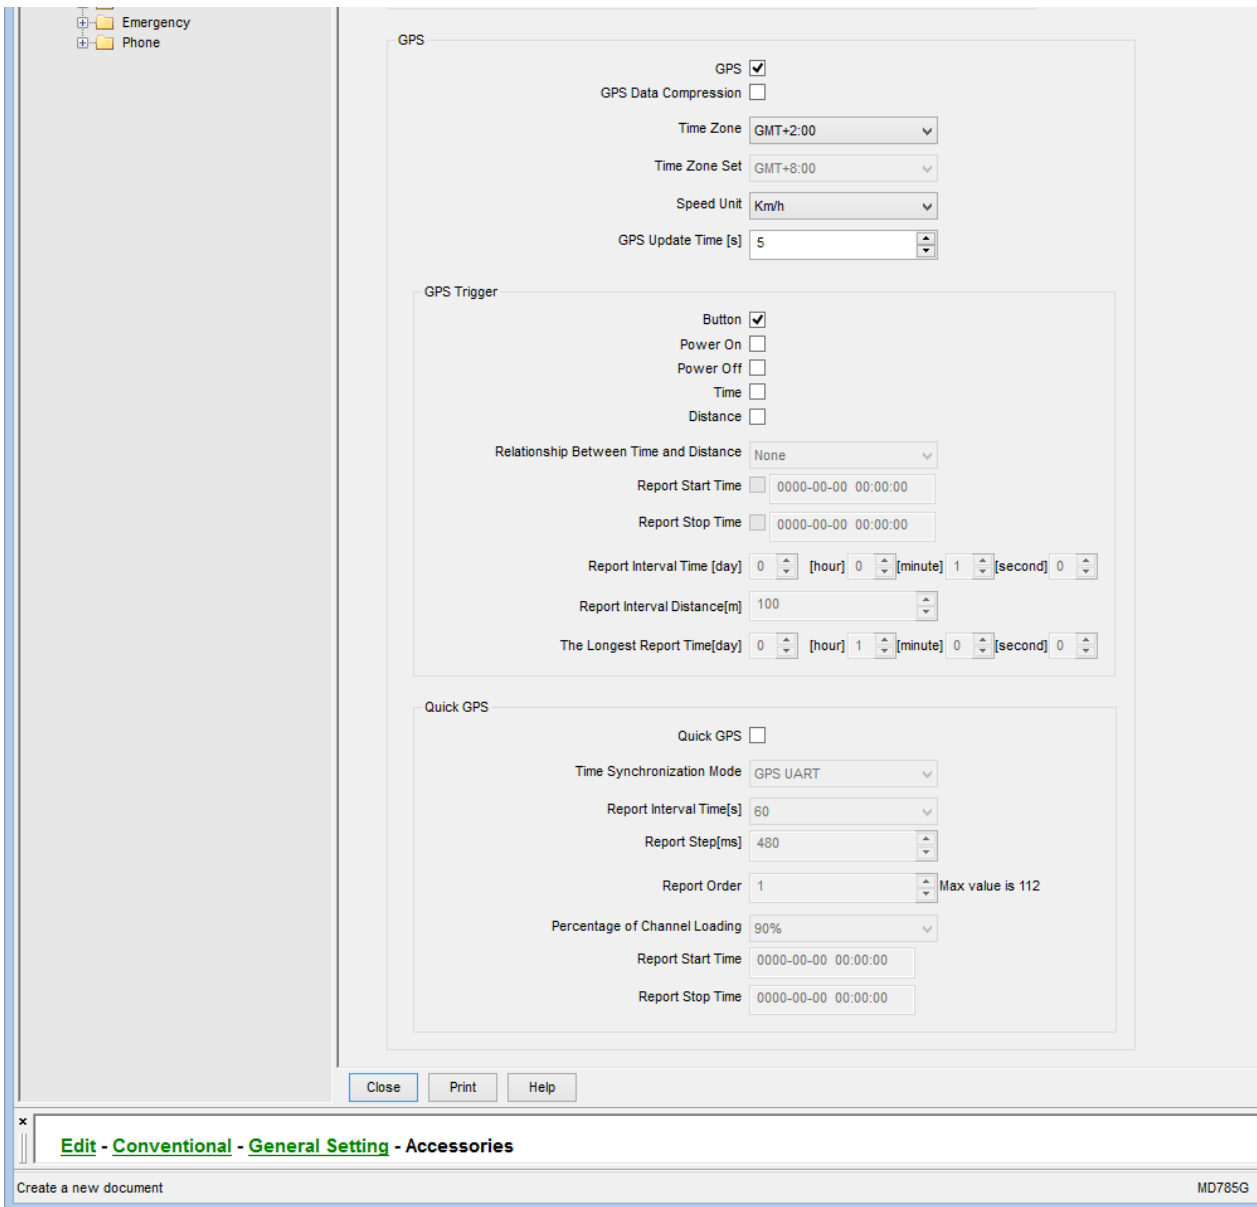 Emergency
Phone
GPS
GPS
GPS Data Compression
Time Zone GMT+2:00
Time Zone Set GMT+8:00
Speed Unit Km/h
GPS Update Time [s] 5
GPS Trigger
Button
Power On
Power Off
Time
Distance
Relationship Between Time and Distance None
Report Start Time 0000-00-00 00:00:00
Report Stop Time 0000-00-00 00:00:00
Report Interval Time [day] 0 [hour] 0 [minute] 1 [second] 0
Report Interval Distance[m] 100
The Longest Report Time[day] 0 [hour] 1 [minute] 0 [second] 0
Quick GPS
Quick GPS
Time Synchronization Mode GPS UART
Report Interval Time[s] 60
Report Step[ms] 480
Report Order 1 Max value is 112
Percentage of Channel Loading 90%
Report Start Time 0000-00-00 00:00:00
Report Stop Time 0000-00-00 00:00:00
Close Print Help
Edit - Conventional - General Setting - Accessories
Create a new document MD785G